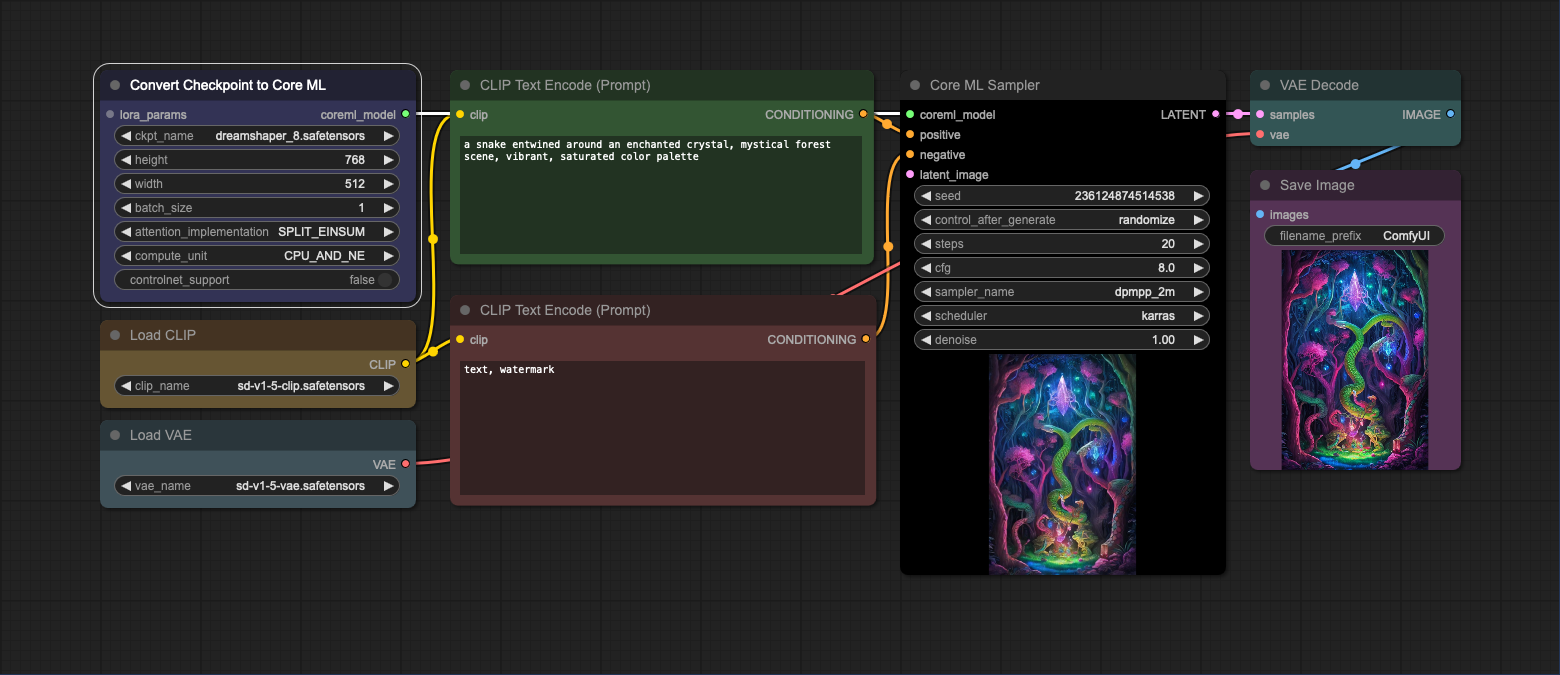 Convert Checkpoint to Core ML
lora_params coreml_model
ckpt_name dreamshaper_8.safetensors
height 768
width 512
batch_size 1
attention_implementation SPLIT_EINSUM
compute_unit CPU_AND_NE
controlnet_support false
Load CLIP
CLIP
clip_name sd-v1-5-clip.safetensors
Load VAE
VAE
vae_name sd-v1-5-vae.safetensors
CLIP Text Encode (Prompt)
clip CONDITIONING
a snake entwined around an enchanted crystal, mystical forest
scene, vibrant, saturated color palette
CLIP Text Encode (Prompt)
clip CONDITIONING
text, watermark
Core ML Sampler
coreml_model LATENT
positive
negative
latent_image
seed 236124874514538
control_after_generate randomize
steps 20
cfg 8.0
sampler_name dpmpp_2m
scheduler karras
denoise 1.00
VAE Decode
samples IMAGE
vae
Save Image
images
filename_prefix ComfyUI